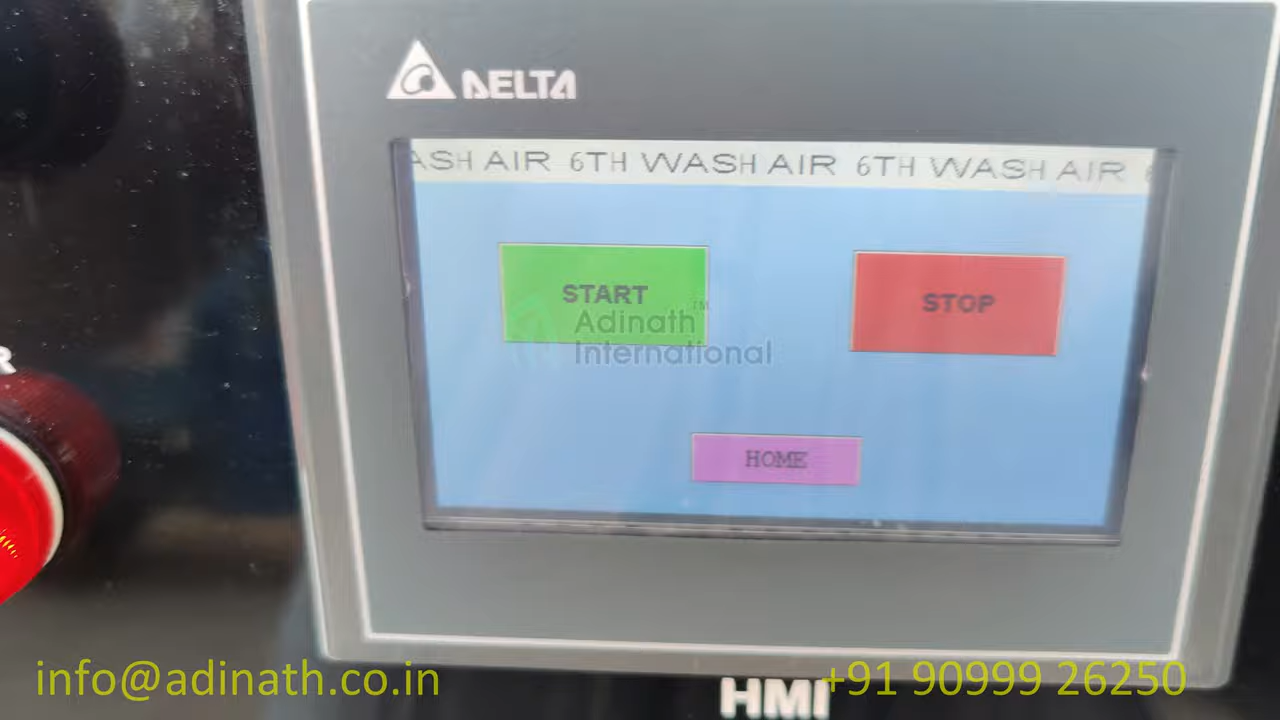 DELTA
ASH AIR 6TH WASH AIR 6TH WASH AIR
START
STOP
Adinath™
International
HOME
R
info@adinath.co.in
+91 90999 26250
HMI